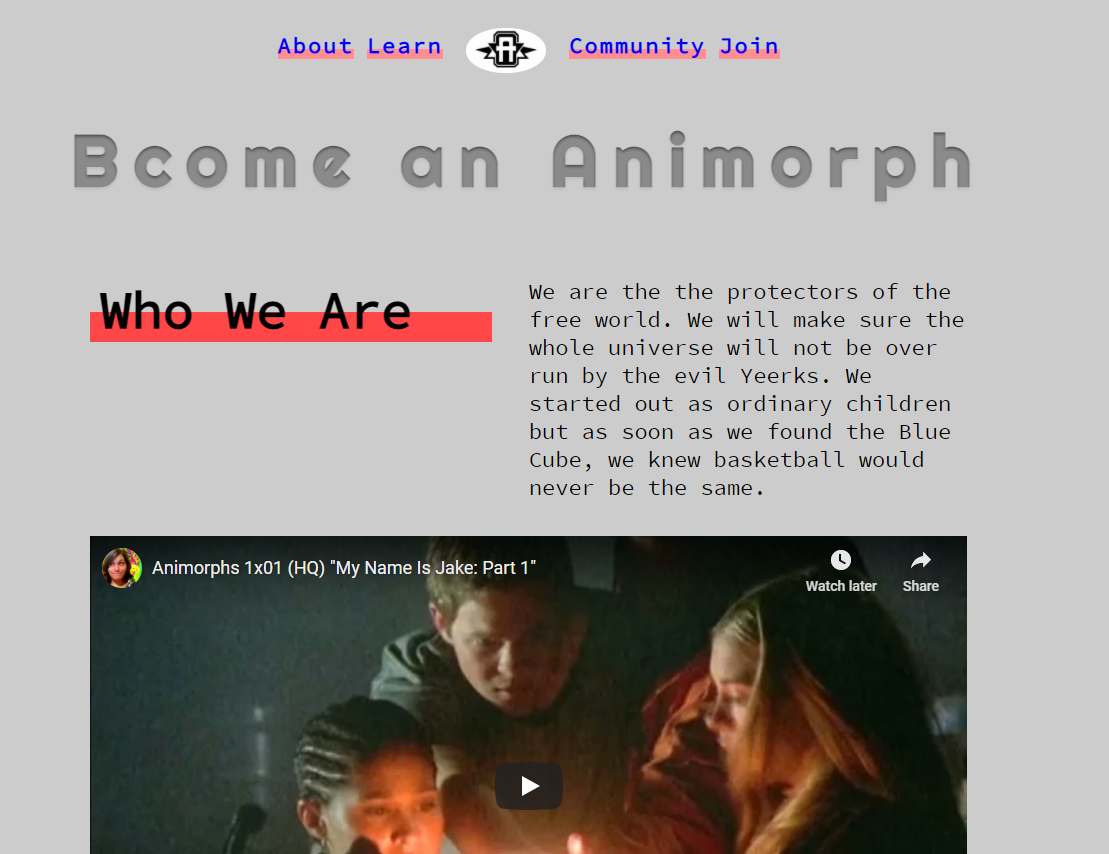 About Learn A Community Join
Bcome an Animorph
Who We Are
We are the the protectors of the
free world. We will make sure the
whole universe will not be over
run by the evil Yeerks. We
started out as ordinary children
but as soon as we found the Blue
Cube, we knew basketball would
never be the same.
Animorphs 1x01 (HQ) "My Name Is Jake: Part 1"
Watch later
Share